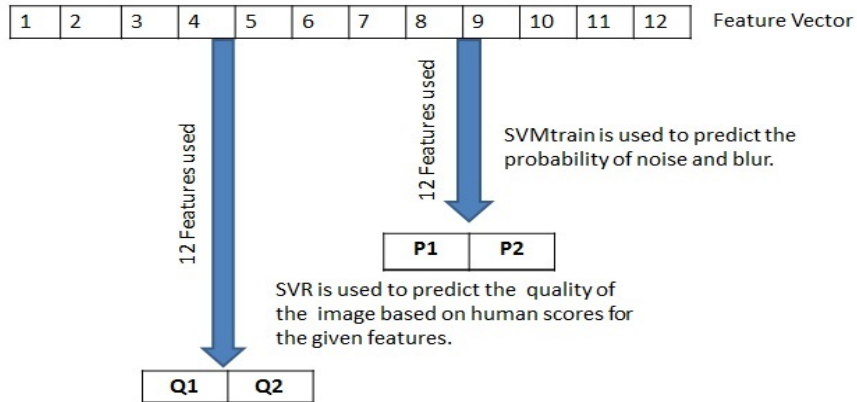 1 2 3 4 5 6 7 8 9 10 11 12 Feature Vector
12 Features used
12 Features used
SVMtrain is used to predict the
probability of noise and blur.
P1 P2
SVR is used to predict the quality of
the image based on human scores for
the given features.
Q1 Q2